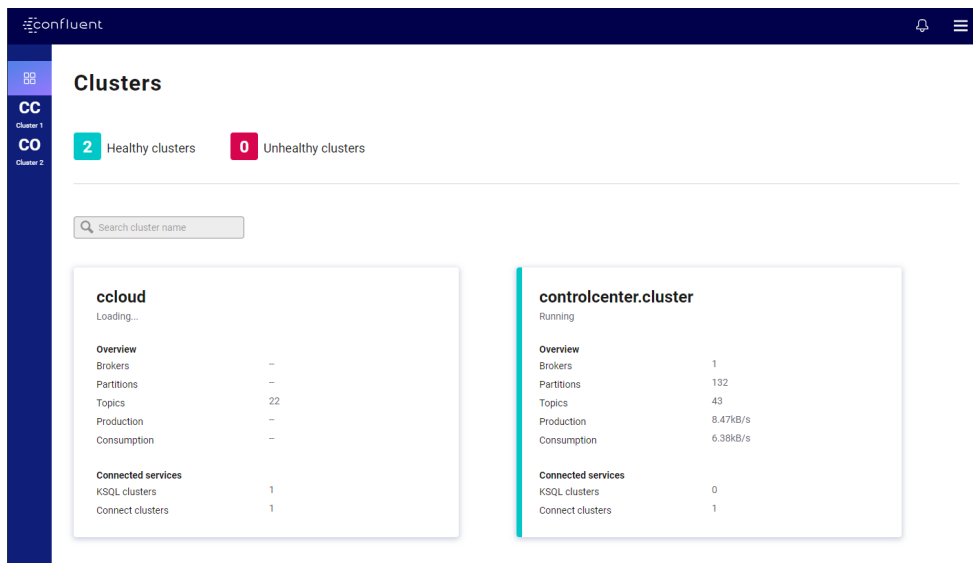 confluent
CC
Cluster 1
CO
Cluster 2
Clusters
2 Healthy clusters 0 Unhealthy clusters
Search cluster name
ccloud
Loading...
Overview
Brokers --
Partitions --
Topics 22
Production --
Consumption --
Connected services
KSQL clusters 1
Connect clusters 1
controlcenter.cluster
Running
Overview
Brokers 1
Partitions 132
Topics 43
Production 8.47kB/s
Consumption 6.38kB/s
Connected services
KSQL clusters 0
Connect clusters 1